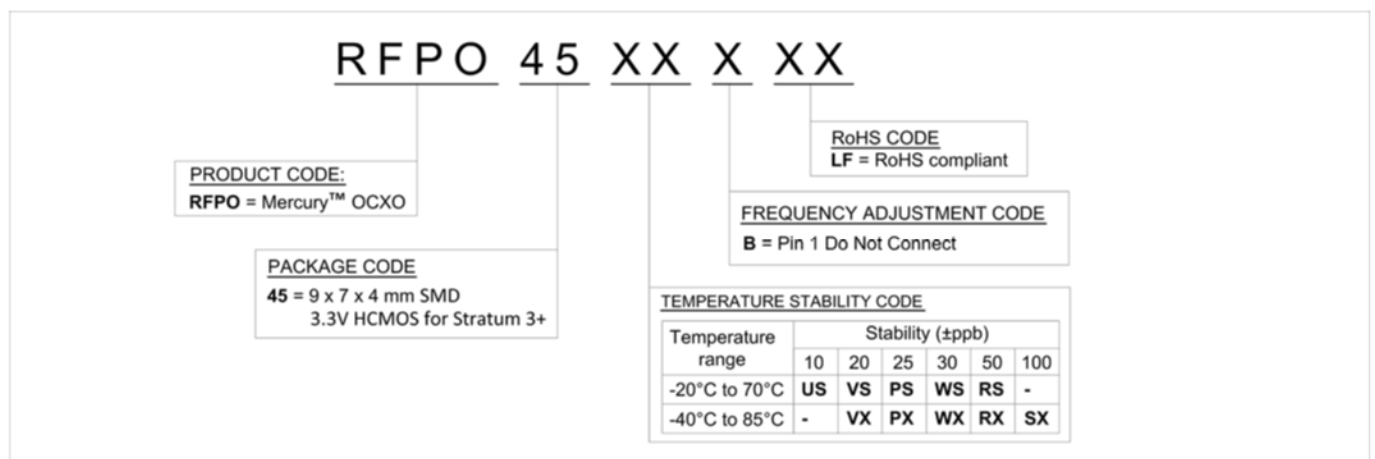 RFPO 45 XX X XX
RoHS CODE
LF = RoHS compliant
PRODUCT CODE:
RFPO = Mercury™ OCXO
FREQUENCY ADJUSTMENT CODE
B = Pin 1 Do Not Connect
PACKAGE CODE
45 = 9 x 7 x 4 mm SMD
3.3V HCMOS for Stratum 3+
TEMPERATURE STABILITY CODE
Temperature range Stability (±ppb)
10 20 25 30 50 100
-20°C to 70°C US VS PS WS RS -
-40°C to 85°C - VX PX WX RX SX